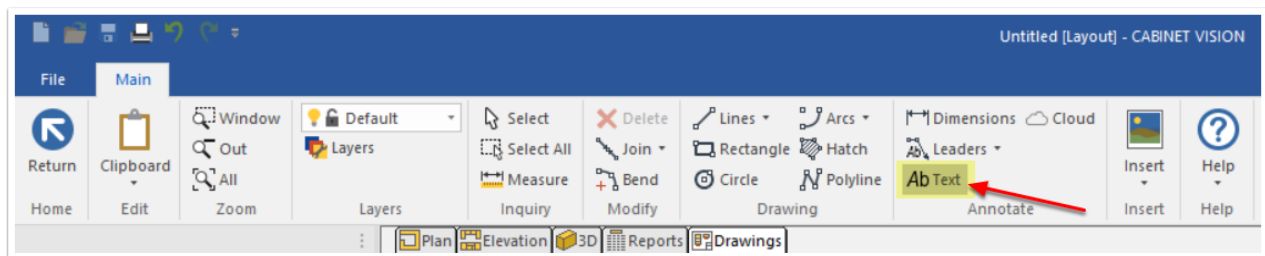 Untitled [Layout] - CABINET VISION
File Main
Window Default Select Delete Lines Arcs Dimensions Cloud
Return Clipboard Out Layers Select All Join Rectangle Hatch Leaders Insert Help
All Measure Bend Circle Polyline Ab Text
Home Edit Zoom Layers Inquiry Modify Drawing Annotate Insert Help
Plan Elevation 3D Reports Drawings